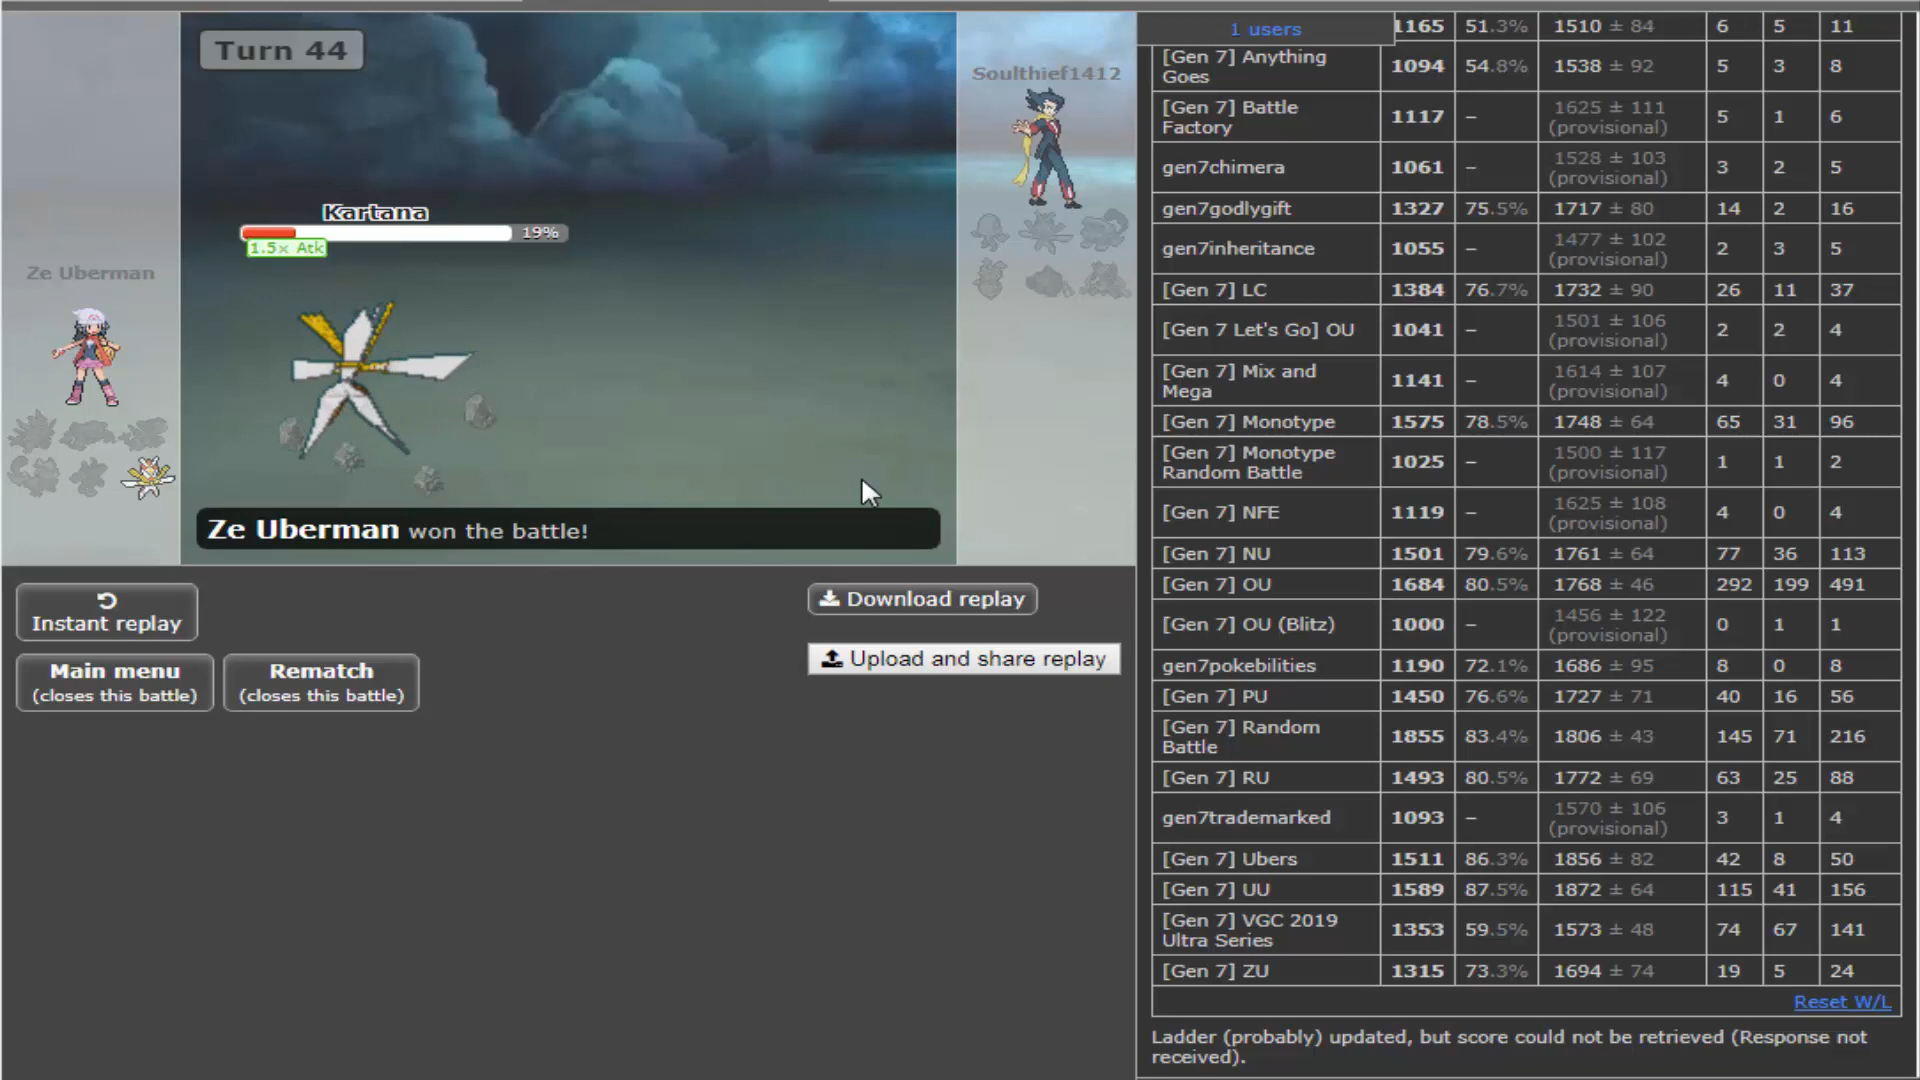 Turn 44
Kartana
19%
1.5× Atk
Ze Uberman
Soulthief1412
Ze Uberman won the battle!
Instant replay
Download replay
Upload and share replay
Main menu
(closes this battle)
Rematch
(closes this battle)
1 users
1165 51.3% 1510 ± 84 6 5 11
[Gen 7] Anything Goes 1094 54.8% 1538 ± 92 5 3 8
[Gen 7] Battle Factory 1117 – 1625 ± 111 (provisional) 5 1 6
gen7chimera 1061 – 1528 ± 103 (provisional) 3 2 5
gen7godlygift 1327 75.5% 1717 ± 80 14 2 16
gen7inheritance 1055 – 1477 ± 102 (provisional) 2 3 5
[Gen 7] LC 1384 76.7% 1732 ± 90 26 11 37
[Gen 7 Let's Go] OU 1041 – 1501 ± 106 (provisional) 2 2 4
[Gen 7] Mix and Mega 1141 – 1614 ± 107 (provisional) 4 0 4
[Gen 7] Monotype 1575 78.5% 1748 ± 64 65 31 96
[Gen 7] Monotype Random Battle 1025 – 1500 ± 117 (provisional) 1 1 2
[Gen 7] NFE 1119 – 1625 ± 108 (provisional) 4 0 4
[Gen 7] NU 1501 79.6% 1761 ± 64 77 36 113
[Gen 7] OU 1684 80.5% 1768 ± 46 292 199 491
[Gen 7] OU (Blitz) 1000 – 1456 ± 122 (provisional) 0 1 1
gen7pokebilities 1190 72.1% 1686 ± 95 8 0 8
[Gen 7] PU 1450 76.6% 1727 ± 71 40 16 56
[Gen 7] Random Battle 1855 83.4% 1806 ± 43 145 71 216
[Gen 7] RU 1493 80.5% 1772 ± 69 63 25 88
gen7trademarked 1093 – 1570 ± 106 (provisional) 3 1 4
[Gen 7] Ubers 1511 86.3% 1856 ± 82 42 8 50
[Gen 7] UU 1589 87.5% 1872 ± 64 115 41 156
[Gen 7] VGC 2019 Ultra Series 1353 59.5% 1573 ± 48 74 67 141
[Gen 7] ZU 1315 73.3% 1694 ± 74 19 5 24
Reset W/L
Ladder (probably) updated, but score could not be retrieved (Response not
received).